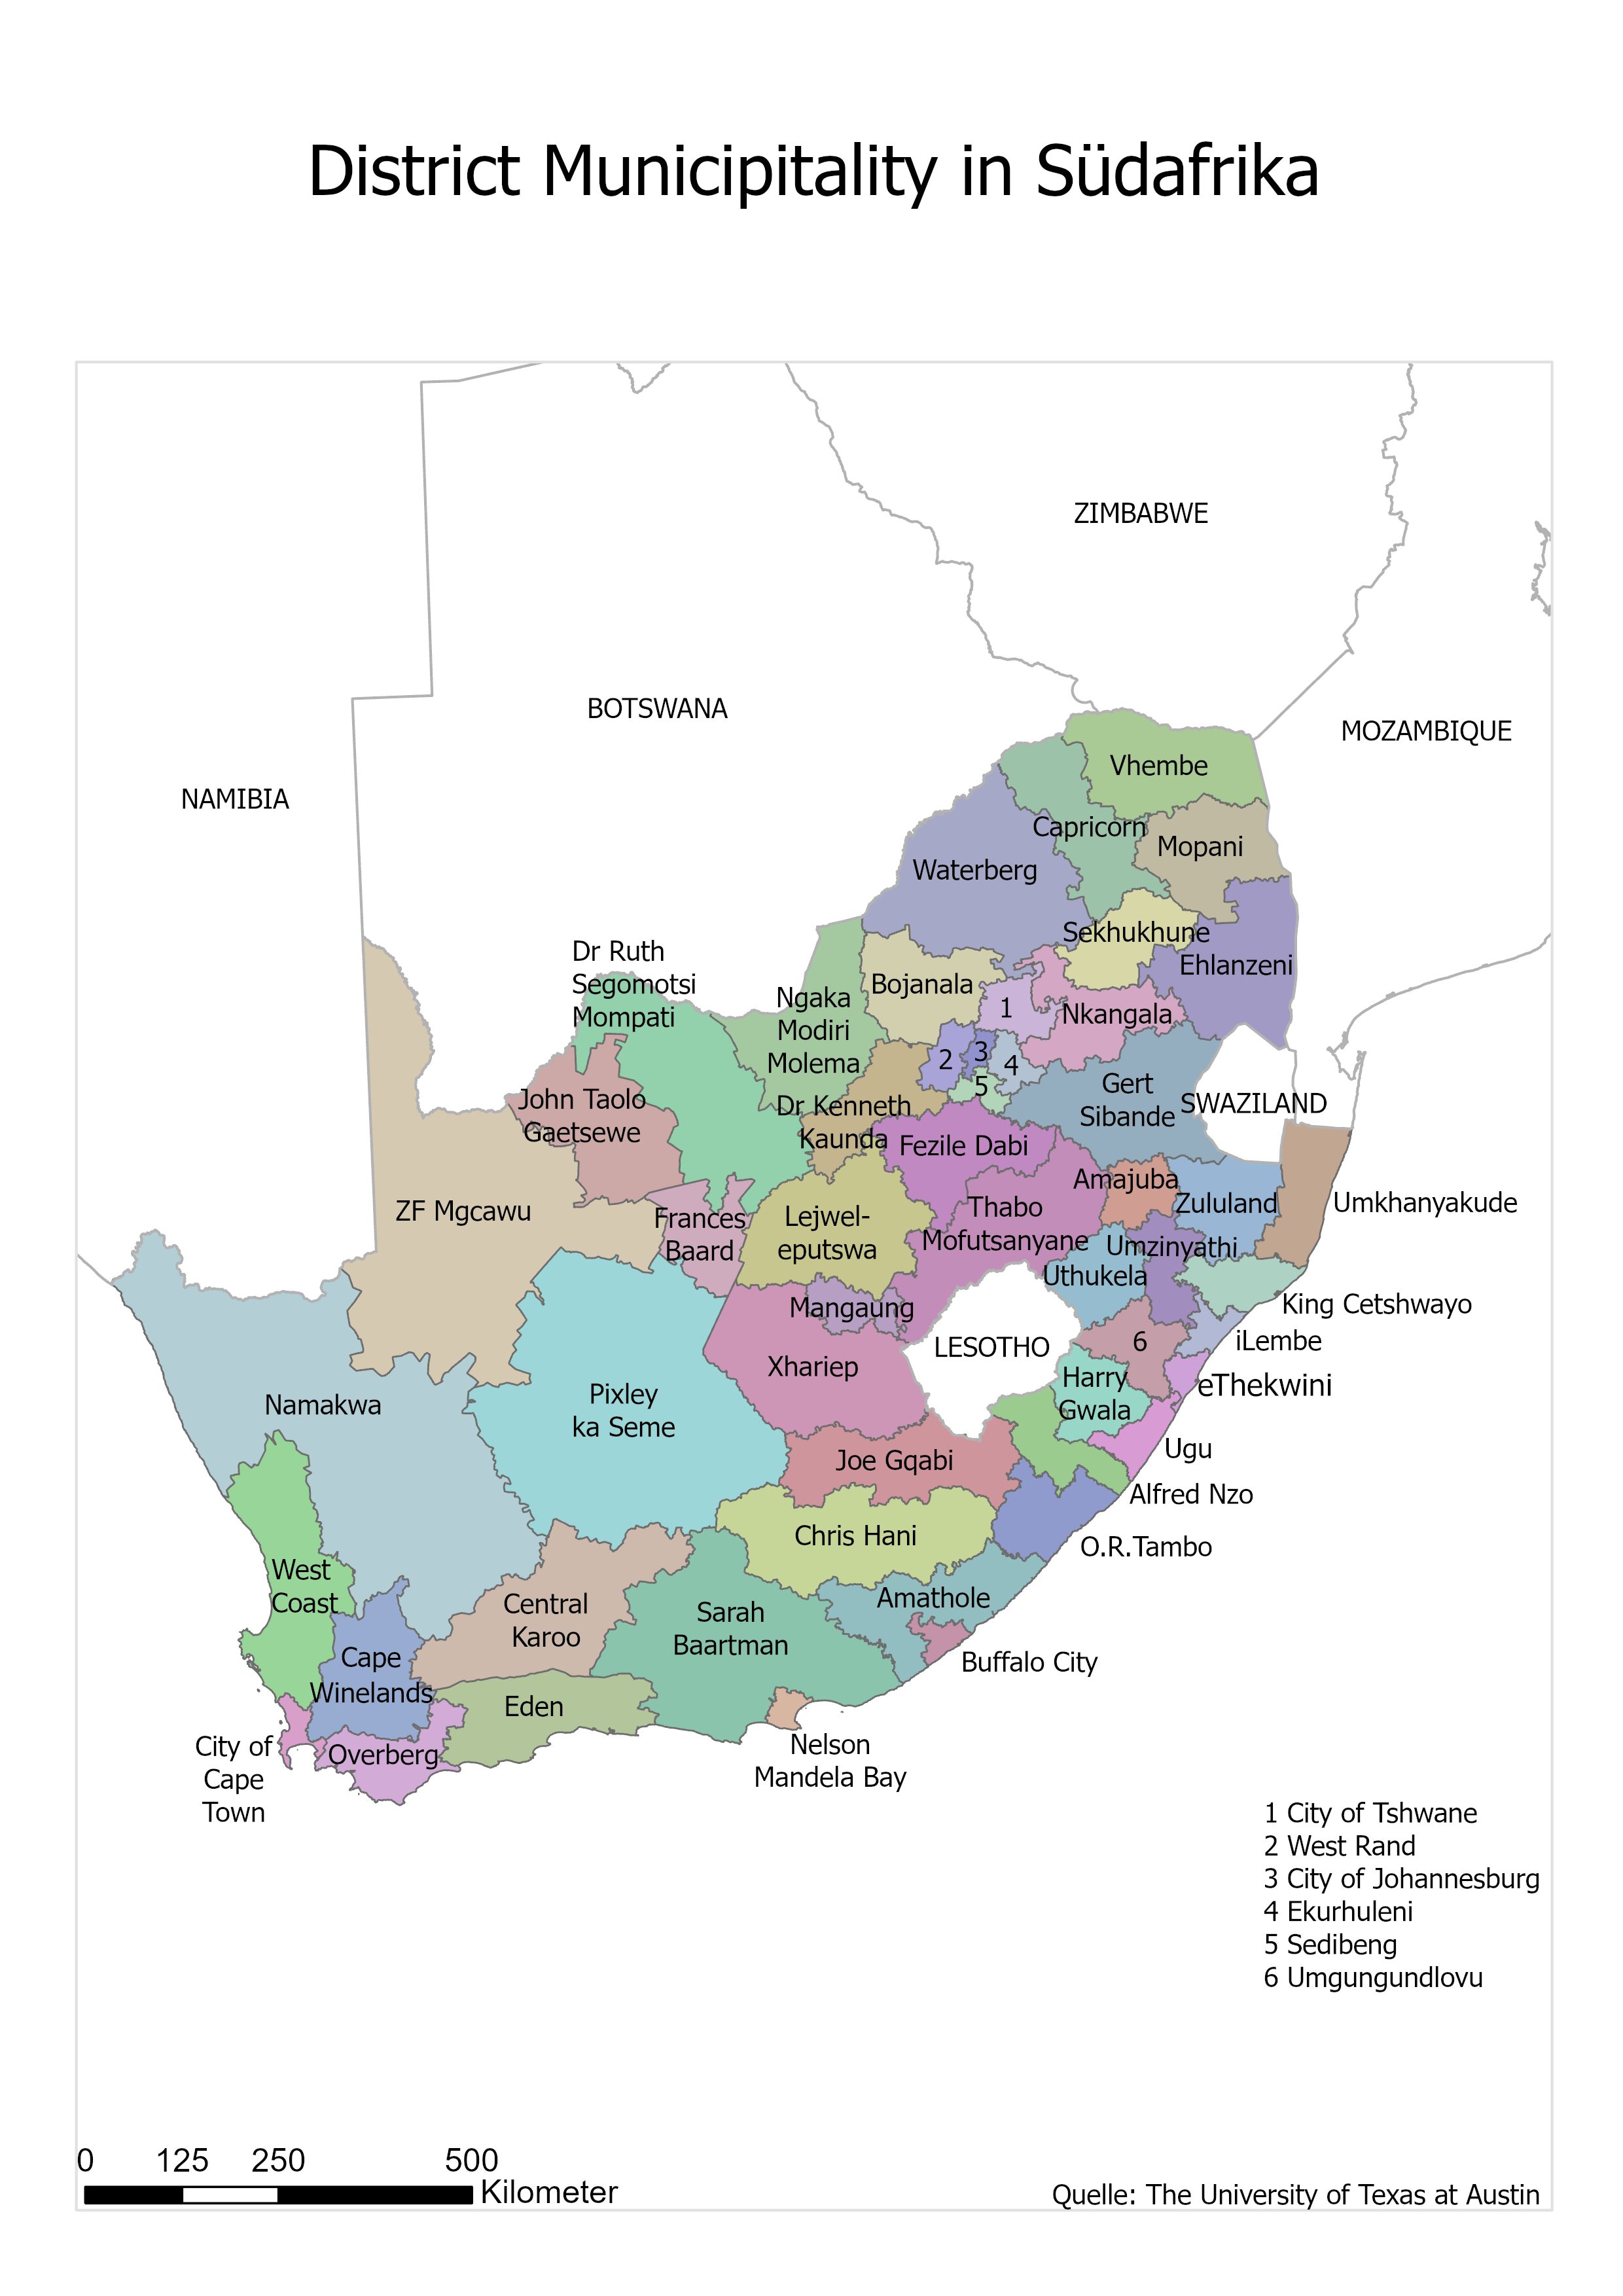 District Municipitality in Südafrika
ZIMBABWE
BOTSWANA
MOZAMBIQUE
NAMIBIA
Vhembe
Capricorn
Mopani
Waterberg
Sekhukhune
Dr Ruth
Segomotsi
Mompati
Ehlanzeni
Bojanala
Ngaka
Modiri
Molema
1
Nkangala
2
3
4
5
Gert
Sibande
SWAZILAND
John Taolo
Gaetsewe
Dr Kenneth
Kaunda
Fezile Dabi
Amajuba
Zululand
Umkhanyakude
ZF Mgcawu
Frances
Baard
Lejwel-
eputswa
Thabo
Mofutsanyane
Umzinyathi
Uthukela
King Cetshwayo
Mangaung
iLembe
6
LESOTHO
Xhariep
Harry
Gwala
eThekwini
Pixley
ka Seme
Namakwa
Ugu
Joe Gqabi
Alfred Nzo
Chris Hani
O.R.Tambo
West
Coast
Amathole
Central
Karoo
Sarah
Baartman
Buffalo City
Cape
Winelands
Eden
City of
Cape
Town
Overberg
Nelson
Mandela Bay
1 City of Tshwane
2 West Rand
3 City of Johannesburg
4 Ekurhuleni
5 Sedibeng
6 Umgungundlovu
0 125 250 500
Kilometer
Quelle: The University of Texas at Austin